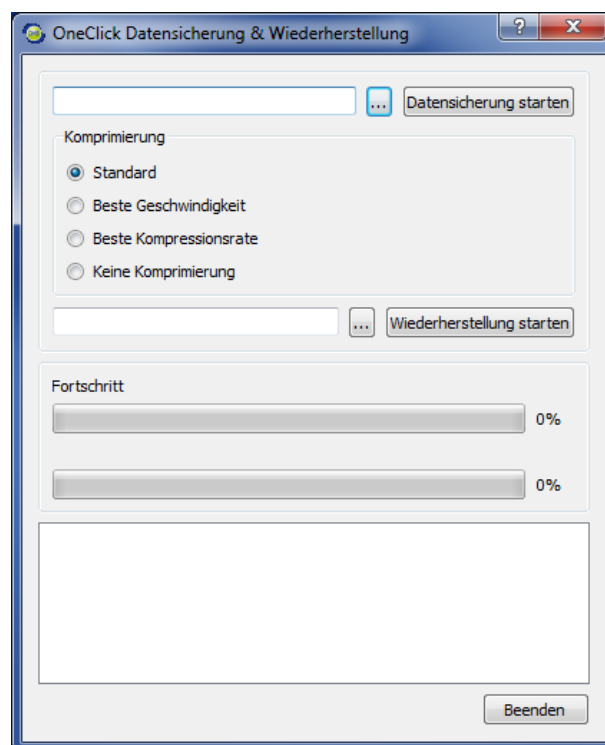 OneClick Datensicherung & Wiederherstellung
... Datensicherung starten
Komprimierung
Standard
Beste Geschwindigkeit
Beste Kompressionsrate
Keine Komprimierung
... Wiederherstellung starten
Fortschritt
0%
0%
Beenden